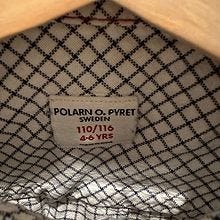 POLARN O. PYRET
SWEDEN
110/116
4-6 YRS